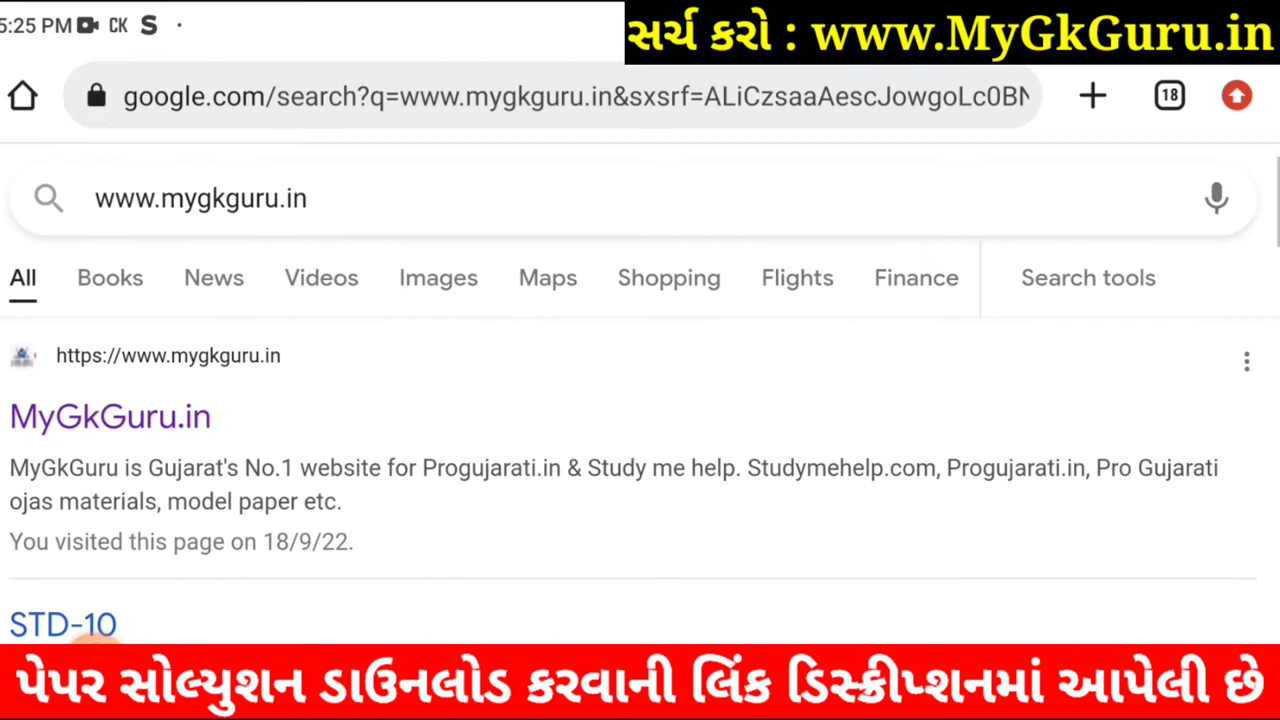 5:25 PM CK S
સર્ચ કરો : www.MyGkGuru.in
google.com/search?q=www.mygkguru.in&sxsrf=ALiCzsaaAescJowgoLc0BN
18
www.mygkguru.in
All Books News Videos Images Maps Shopping Flights Finance Search tools
https://www.mygkguru.in
MyGkGuru.in
MyGkGuru is Gujarat's No.1 website for Progujarati.in & Study me help. Studymehelp.com, Progujarati.in, Pro Gujarati
ojas materials, model paper etc.
You visited this page on 18/9/22.
STD-10
પેપર સોલ્યુશન ડાઉનલોડ કરવાની લિંક ડિસ્ક્રીપ્શનમાં આપેલી છે